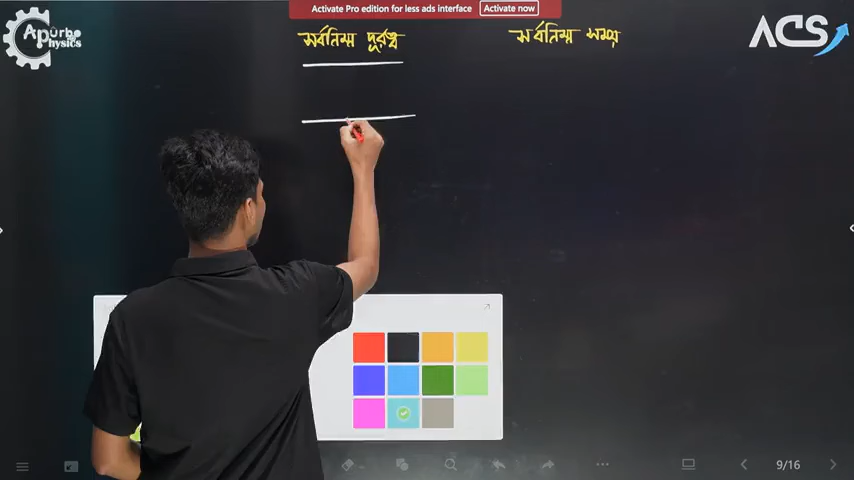 Activate Pro edition for less ads interface Activate now
Apurbo
Physics
ACS
সর্বনিম্ন দূরত্ব
সর্বনিম্ন সময়
9/16